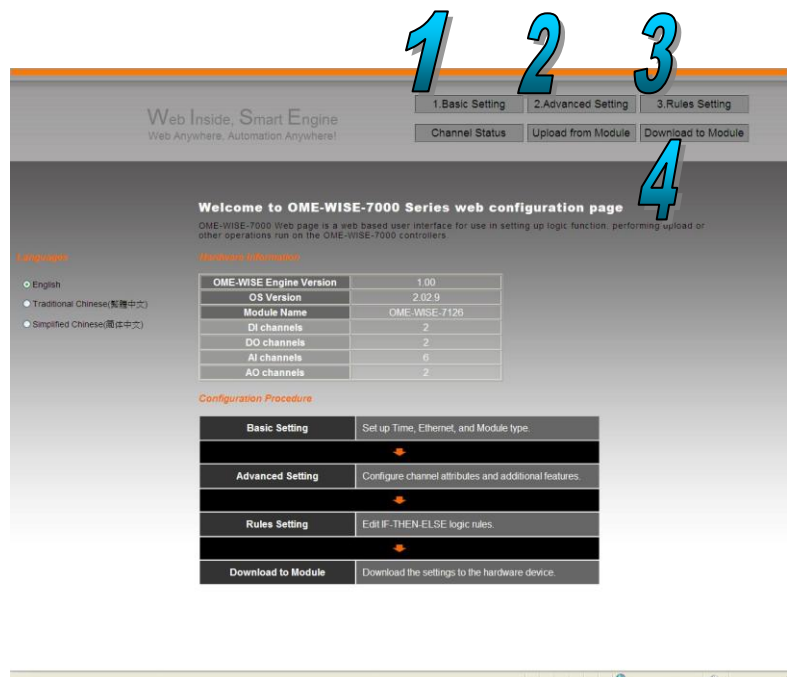 1
2
3
1.Basic Setting
2.Advanced Setting
3.Rules Setting
Web Inside, Smart Engine
Web Anywhere, Automation Anywhere!
Channel Status
Upload from Module
Download to Module
4
Welcome to OME-WISE-7000 Series web configuration page
OME-WISE-7000 Web page is a web based user interface for use in setting up logic function, performing upload or
other operations run on the OME-WISE-7000 controllers
Languages
Hardware Information
English
Traditional Chinese(繁體中文)
Simplified Chinese(简体中文)
OME-WISE Engine Version 1.00
OS Version 2.02.9
Module Name OME-WISE-7126
DI channels 2
DO channels 2
AI channels 6
AO channels 2
Configuration Procedure
Basic Setting Set up Time, Ethernet, and Module type.
Advanced Setting Configure channel attributes and additional features.
Rules Setting Edit IF-THEN-ELSE logic rules.
Download to Module Download the settings to the hardware device.